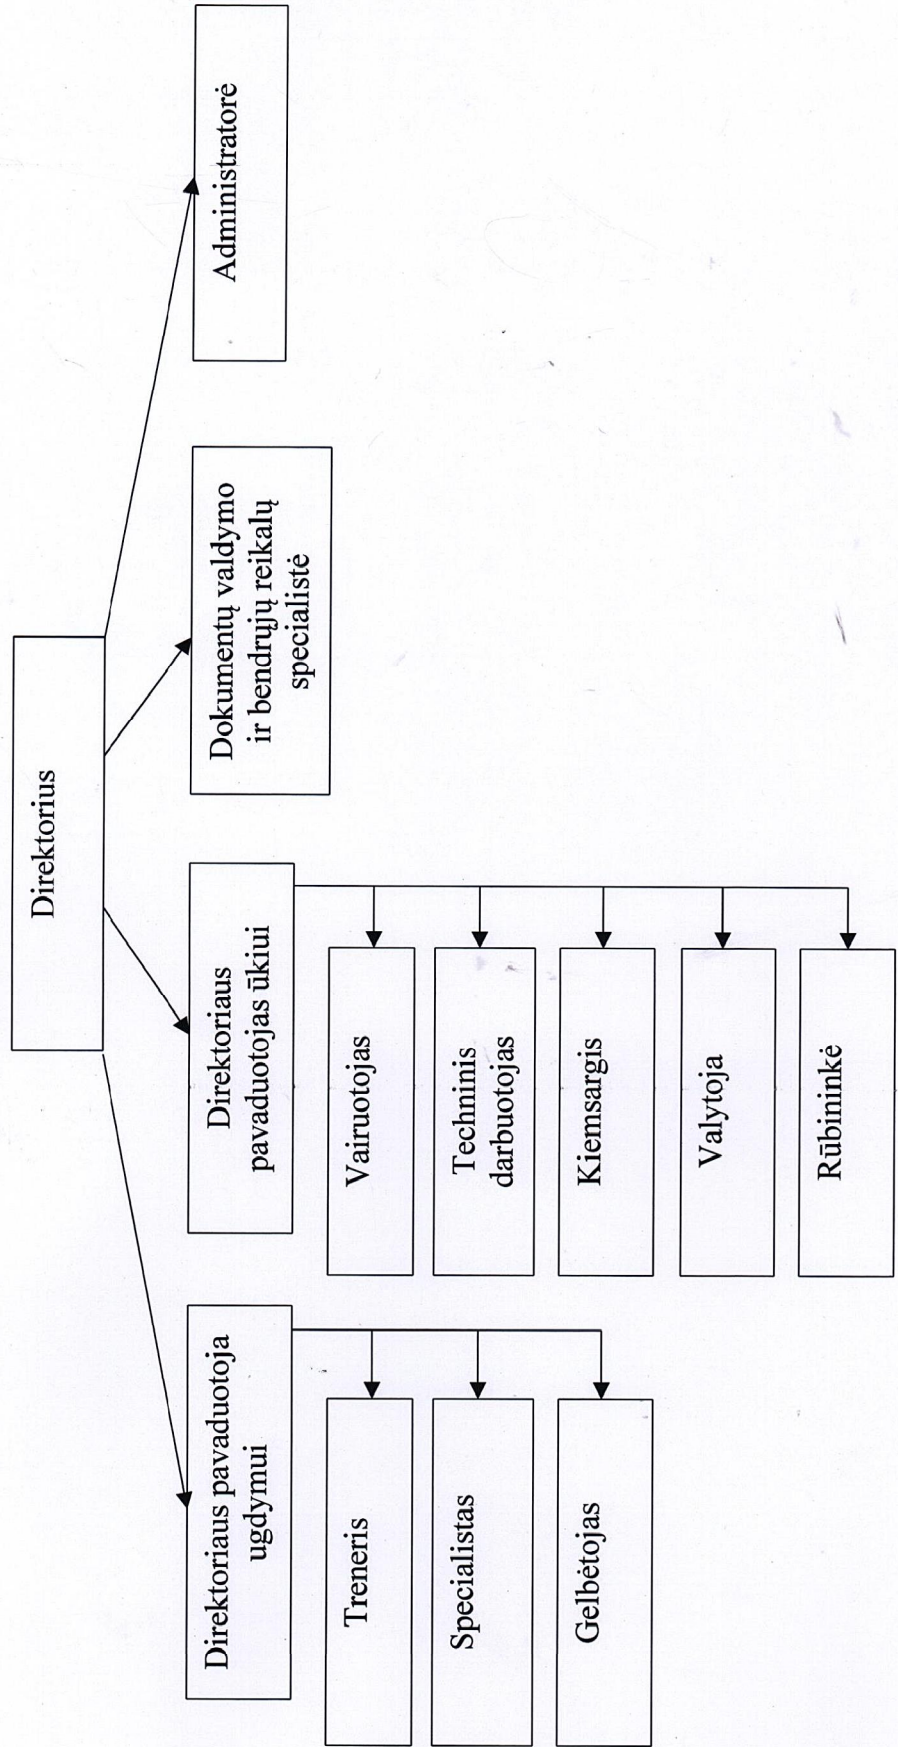 Direktorius
Direktoriaus pavaduotoja
ugdymui
Direktoriaus
pavaduotojas ūkiui
Dokumentų valdymo
ir bendrųjų reikalų
specialistė
Administratorė
Treneris
Specialistas
Gelbėtojas
Vairuotojas
Techninis
darbuotojas
Kiemsargis
Valytoja
Rūbininkė